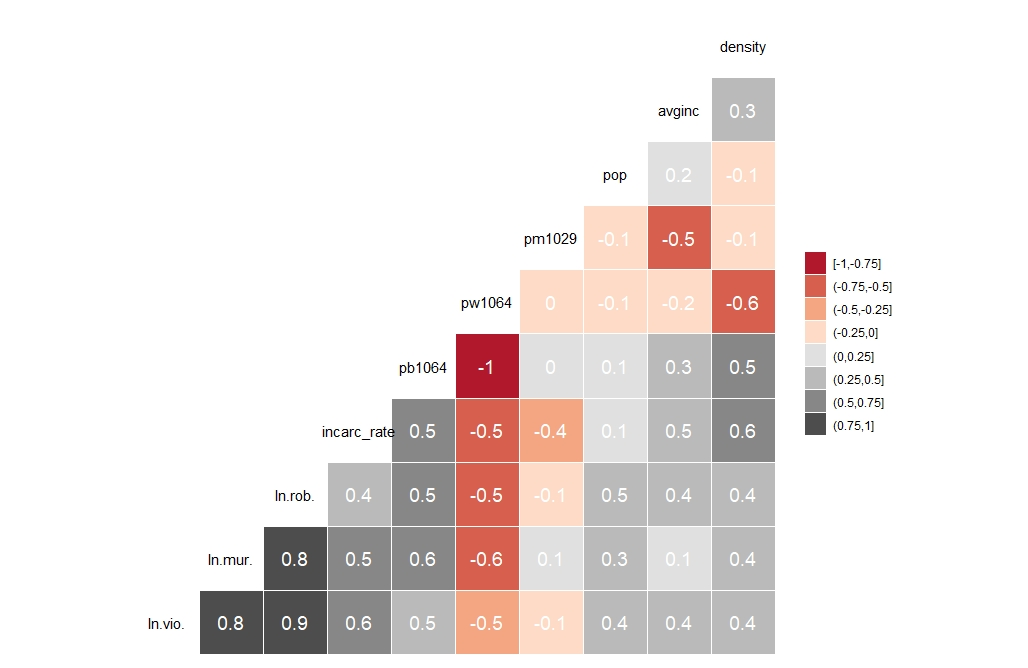 density
avginc 0.3
pop 0.2 -0.1
pm1029 -0.1 -0.5 -0.1
pw1064 0 -0.1 -0.2 -0.6
pb1064 -1 0 0.1 0.3 0.5
incarc_rate 0.5 -0.5 -0.4 0.1 0.5 0.6
ln.rob. 0.4 0.5 -0.5 -0.1 0.5 0.4 0.4
ln.mur. 0.8 0.5 0.6 -0.6 0.1 0.3 0.1 0.4
ln.vio. 0.8 0.9 0.6 0.5 -0.5 -0.1 0.4 0.4 0.4
[-1,-0.75]
(-0.75,-0.5]
(-0.5,-0.25]
(-0.25,0]
(0,0.25]
(0.25,0.5]
(0.5,0.75]
(0.75,1]